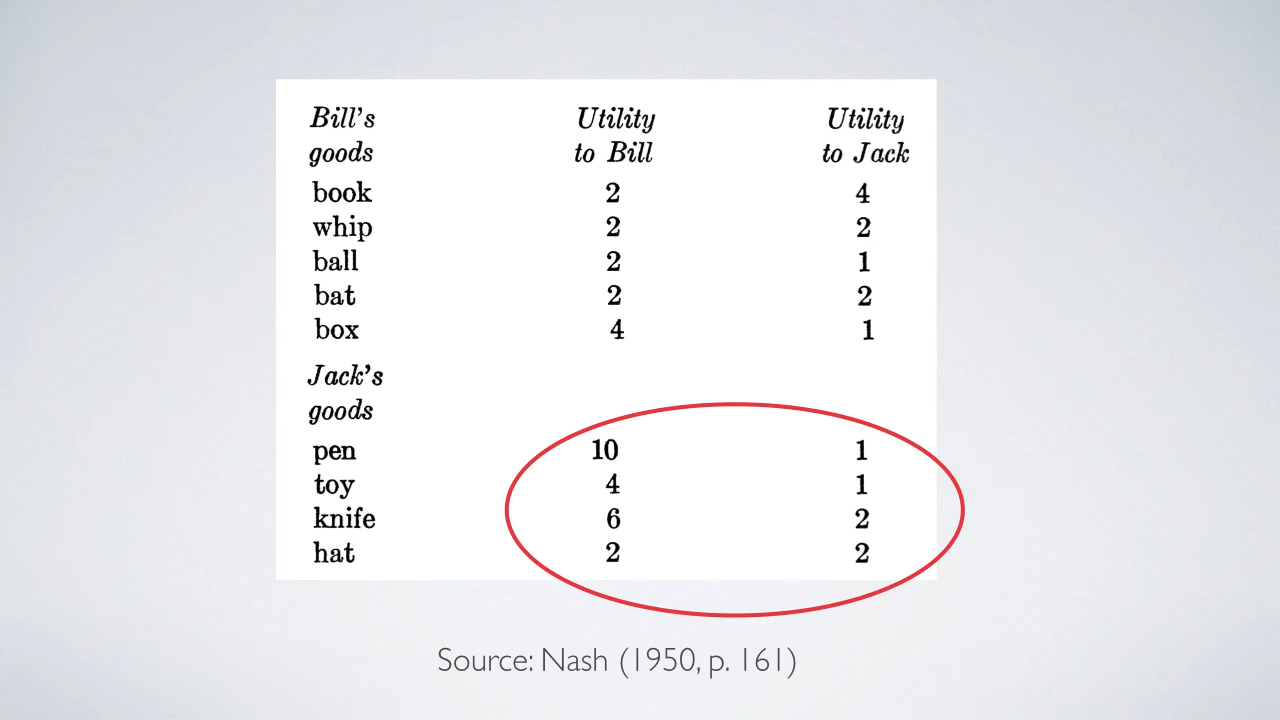 Bill's Utility Utility
goods to Bill to Jack
book 2 4
whip 2 2
ball 2 1
bat 2 2
box 4 1
Jack's
goods
pen 10 1
toy 4 1
knife 6 2
hat 2 2
Source: Nash (1950, p. 161)